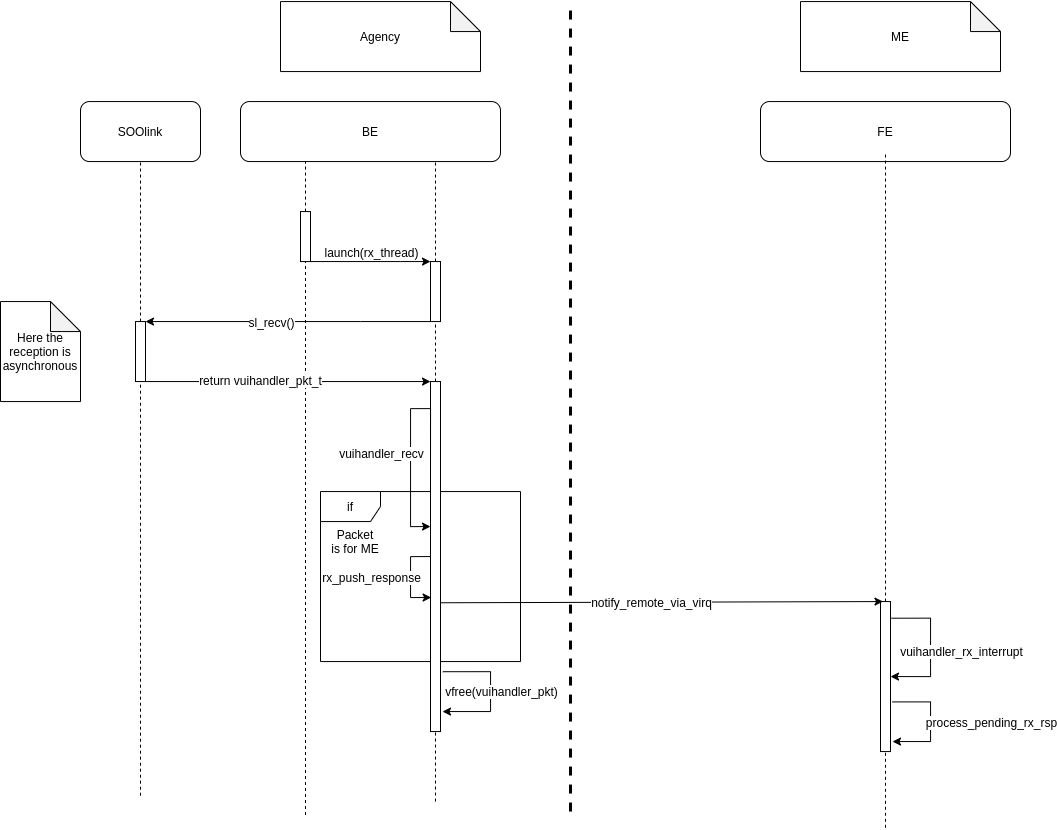 Agency
ME
SOOlink
BE
FE
launch(rx_thread)
sl_recv()
Here the
reception is
asynchronous
return vuihandler_pkt_t
vuihandler_recv
if
Packet
is for ME
rx_push_response
notify_remote_via_virq
vuihandler_rx_interrupt
vfree(vuihandler_pkt)
process_pending_rx_rsp